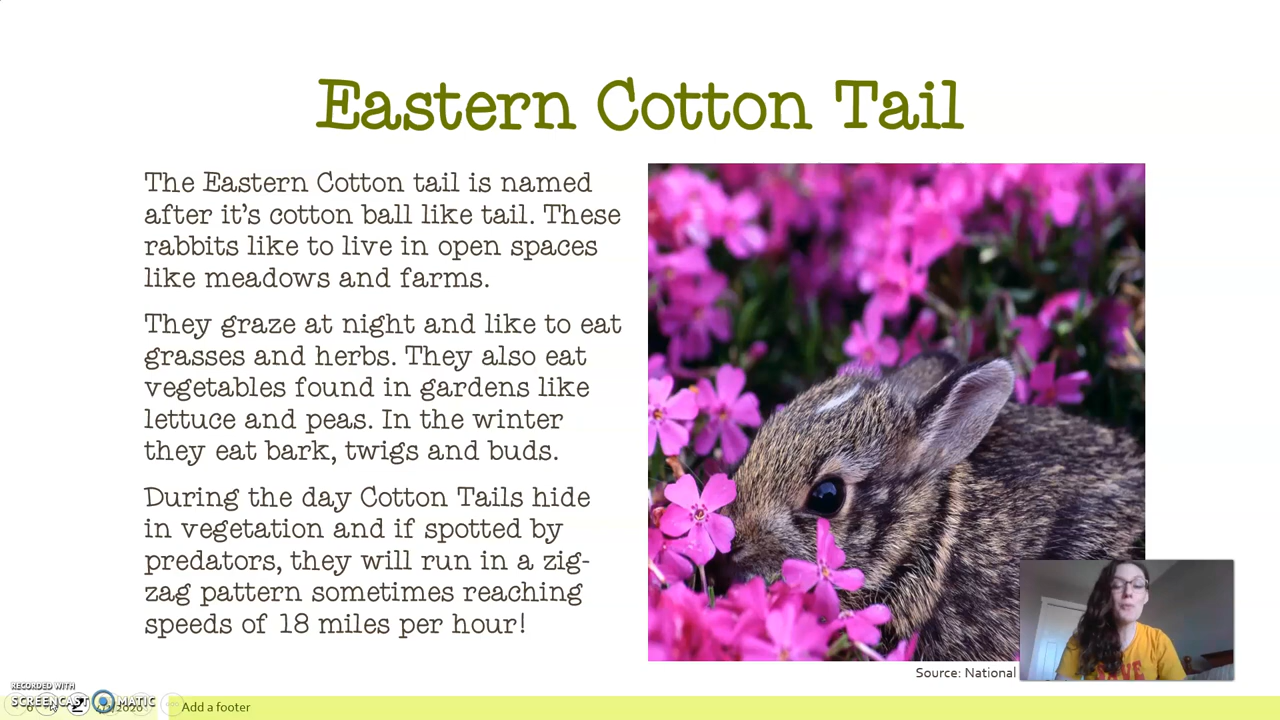 Eastern Cotton Tail
The Eastern Cotton tail is named
after it's cotton ball like tail. These
rabbits like to live in open spaces
like meadows and farms.
They graze at night and like to eat
grasses and herbs. They also eat
vegetables found in gardens like
lettuce and peas. In the winter
they eat bark, twigs and buds.
During the day Cotton Tails hide
in vegetation and if spotted by
predators, they will run in a zig-
zag pattern sometimes reaching
speeds of 18 miles per hour!
Source: National
RECORDED WITH
SCREENCAST MATIC
Add a footer